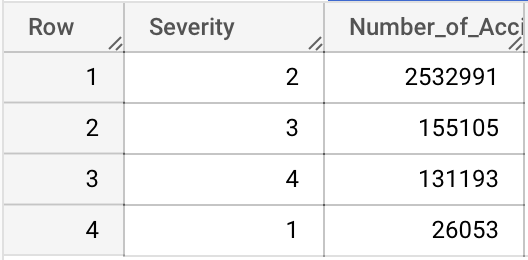 Row Severity Number_of_Acci
1 2 2532991
2 3 155105
3 4 131193
4 1 26053